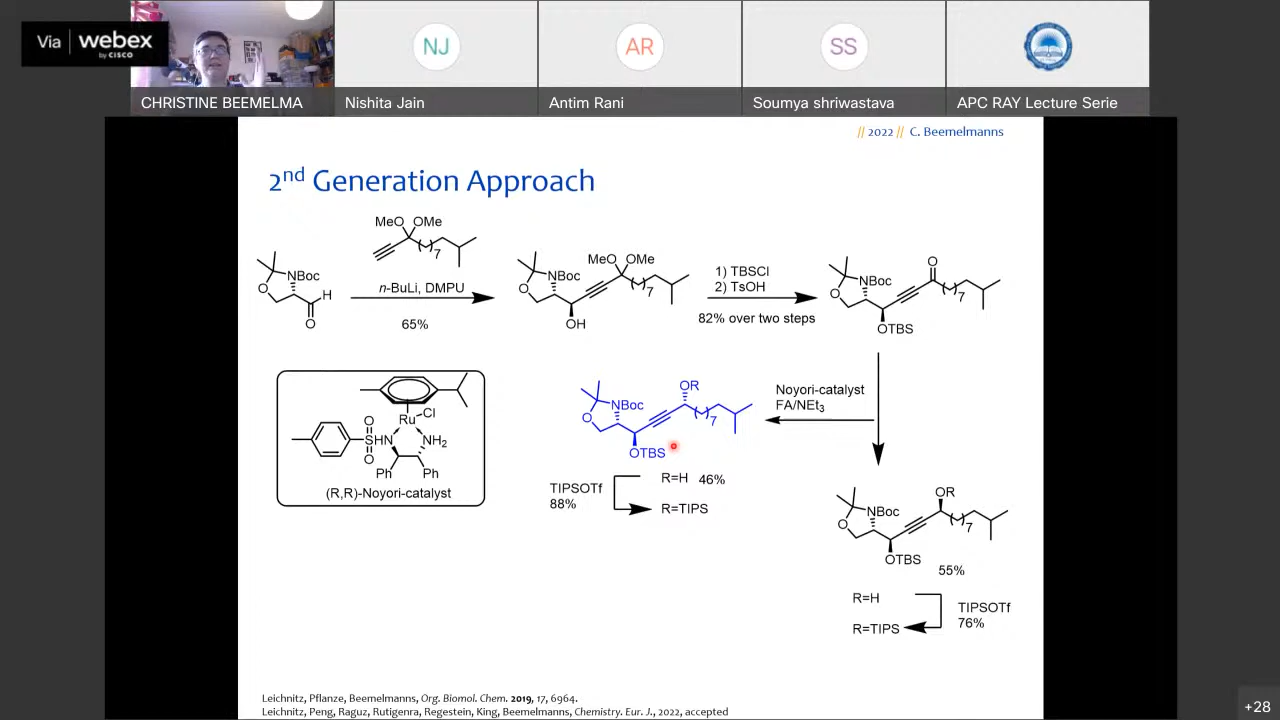 Via webex
by CISCO
NJ
AR
SS
CHRISTINE BEEMELMA
Nishita Jain
Antim Rani
Soumya shriwastava
APC RAY Lecture Serie
// 2022 // C. Beemelmanns
2nd Generation Approach
MeO OMe
7
n-BuLi, DMPU
65%
NBoc
O
H
O
MeO OMe
NBoc
O
7
OH
1) TBSCl
2) TsOH
82% over two steps
O
NBoc
O
7
OTBS
Ru
Cl
O
S
O
HN
NH2
Ph
Ph
(R,R)-Noyori-catalyst
OR
NBoc
O
7
OTBS
R=H 46%
TIPSOTf
88%
R=TIPS
Noyori-catalyst
FA/NEt3
OR
NBoc
O
7
OTBS
55%
R=H
TIPSOTf
76%
R=TIPS
Leichnitz, Pflanze, Beemelmanns, Org. Biomol. Chem. 2019, 17, 6964.
Leichnitz, Peng, Raguz, Rutigenra, Regestein, King, Beemelmanns, Chemistry. Eur. J., 2022, accepted
+28